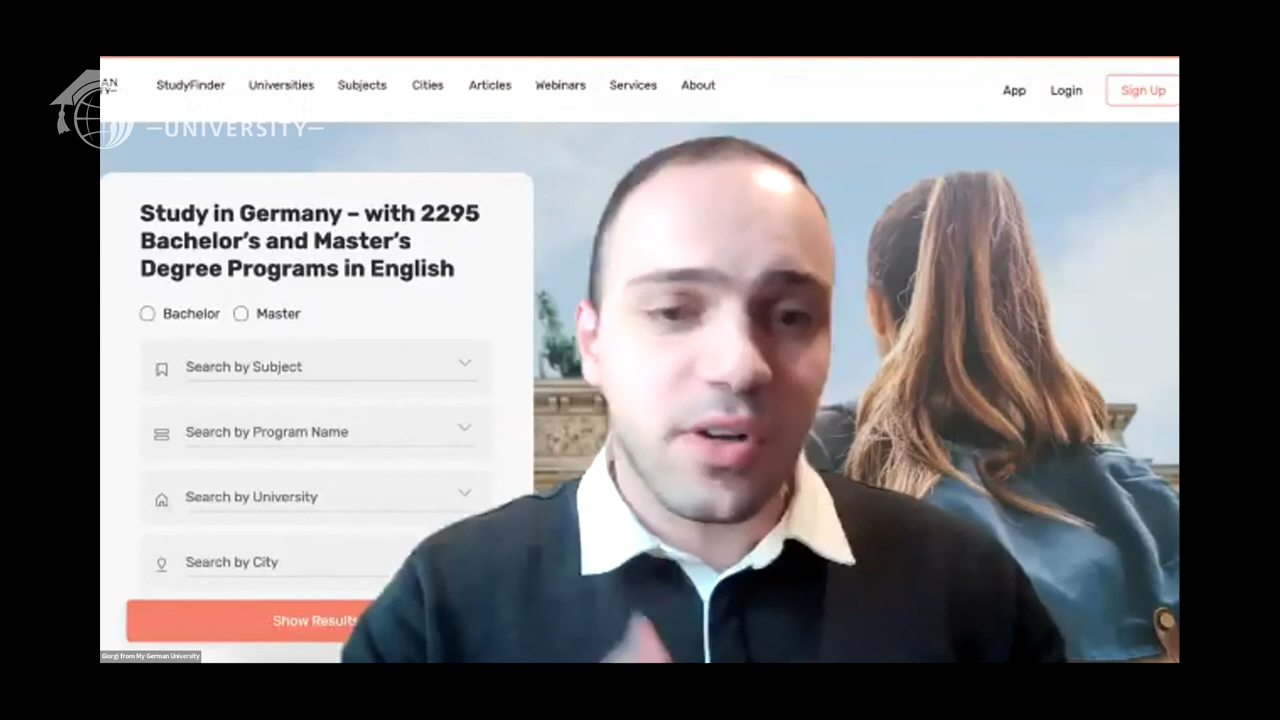 StudyFinder Universities Subjects Cities Articles Webinars Services About
App Login Sign Up
—UNIVERSITY—
Study in Germany – with 2295
Bachelor's and Master's
Degree Programs in English
Bachelor Master
Search by Subject
Search by Program Name
Search by University
Search by City
Show Results
Giorgi from My German University